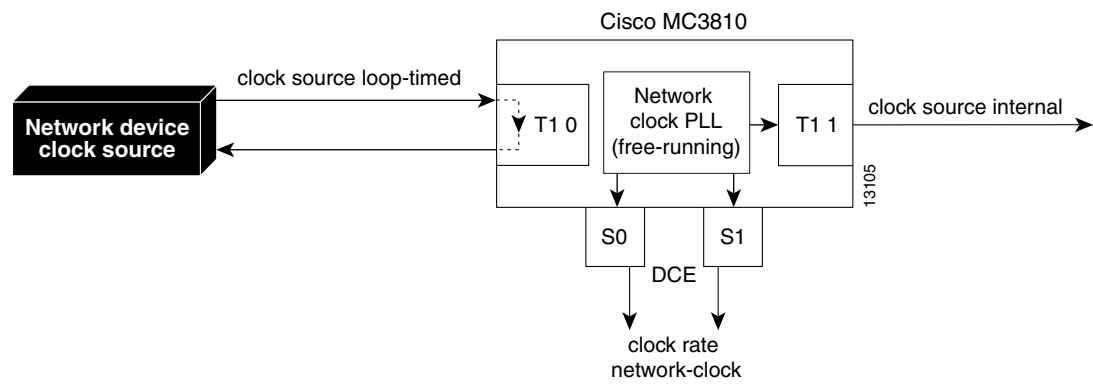 Cisco MC3810
clock source loop-timed
Network device
clock source
T1 0
Network
clock PLL
(free-running)
T1 1
clock source internal
13105
S0
S1
DCE
clock rate
network-clock